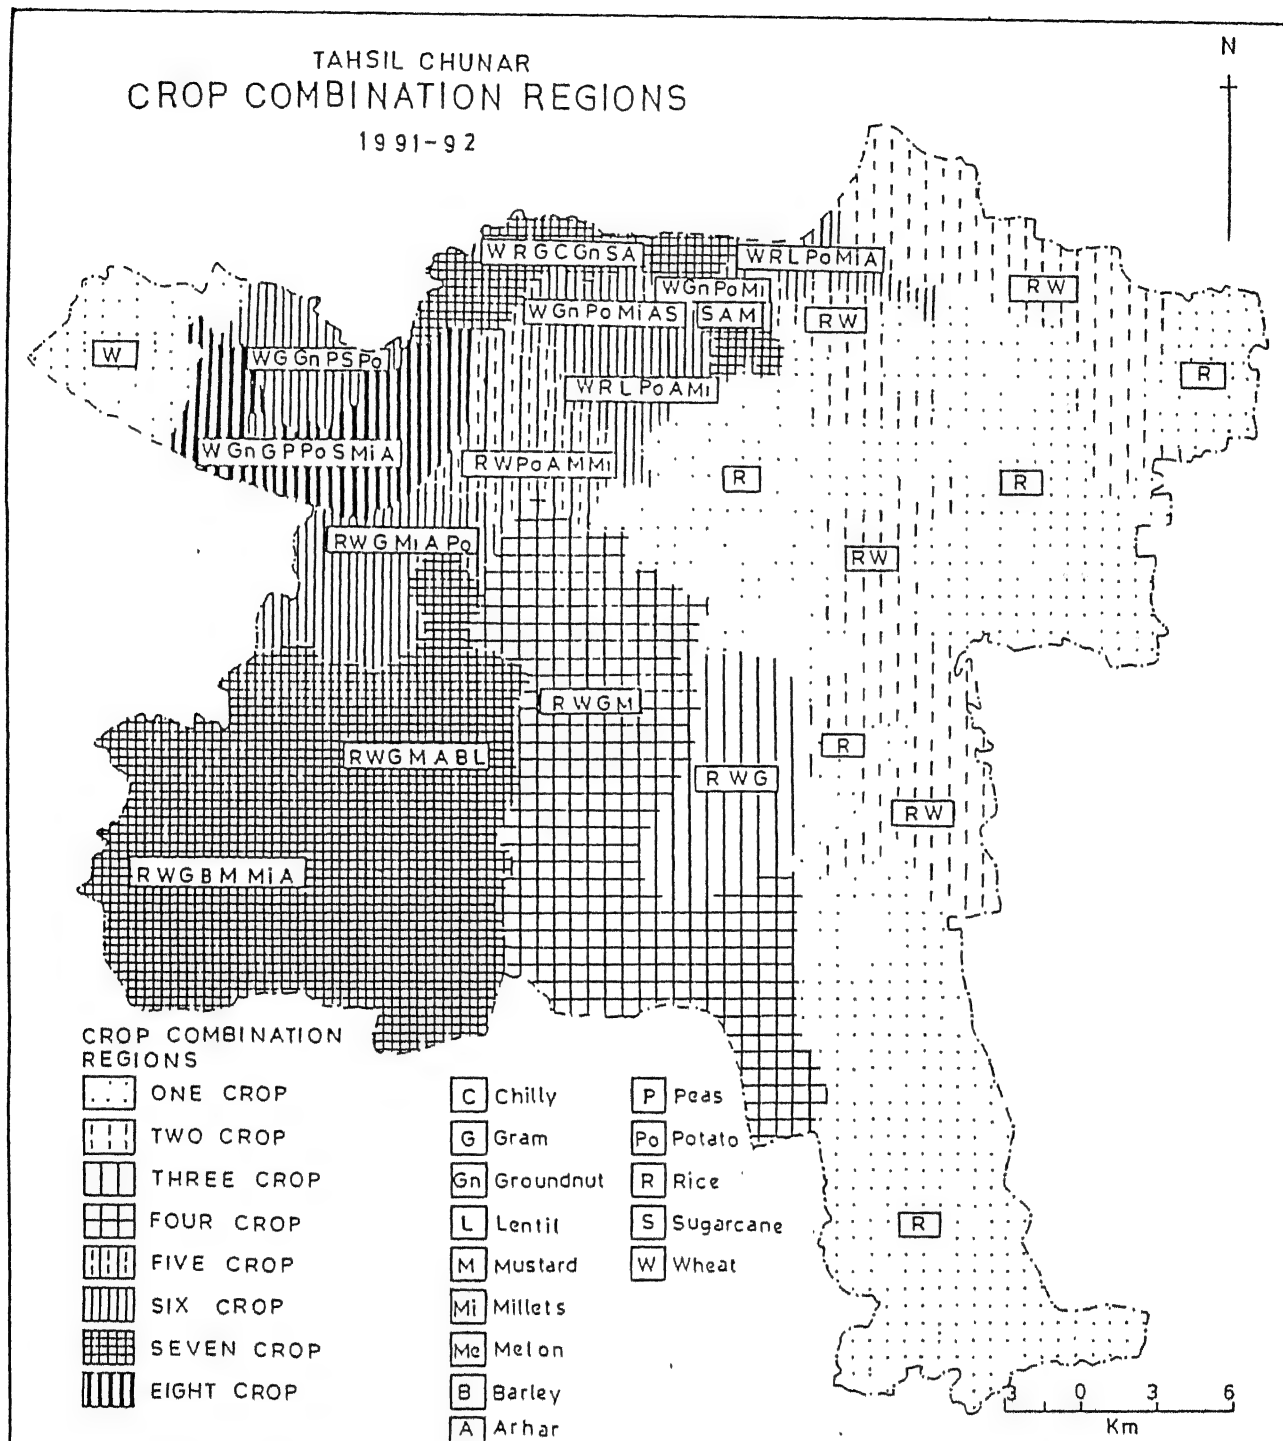 TAHSIL CHUNAR
CROP COMBINATION REGIONS
1991-92
N
W R G C Gn S A
W R L Po Mi A
W Gn Po M
W Gn Po Mi A S
S A M
R W
R W
W
W G Gn P S Po
W R L Po A Mi
R
W Gn G P Po S Mi A
R W Po A M Mi
R
R
R W G Mi A Po
R W
R W G M
R W G M A B L
R
R W G
R W
R W G B M Mi A
R
CROP COMBINATION
REGIONS
ONE CROP
TWO CROP
THREE CROP
FOUR CROP
FIVE CROP
SIX CROP
SEVEN CROP
EIGHT CROP
C Chilly
G Gram
Gn Groundnut
L Lentil
M Mustard
Mi Millets
Me Melon
B Barley
A Arhar
P Peas
Po Potato
R Rice
S Sugarcane
W Wheat
3 0 3 6
Km